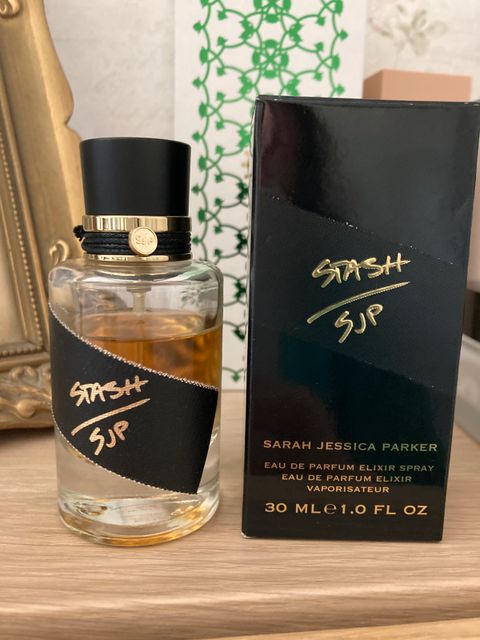 SJP
STASH
SJP
STASH
SJP
SARAH JESSICA PARKER
EAU DE PARFUM ELIXIR SPRAY
EAU DE PARFUM ELIXIR
VAPORISATEUR
30 ML℮1.0 FL OZ